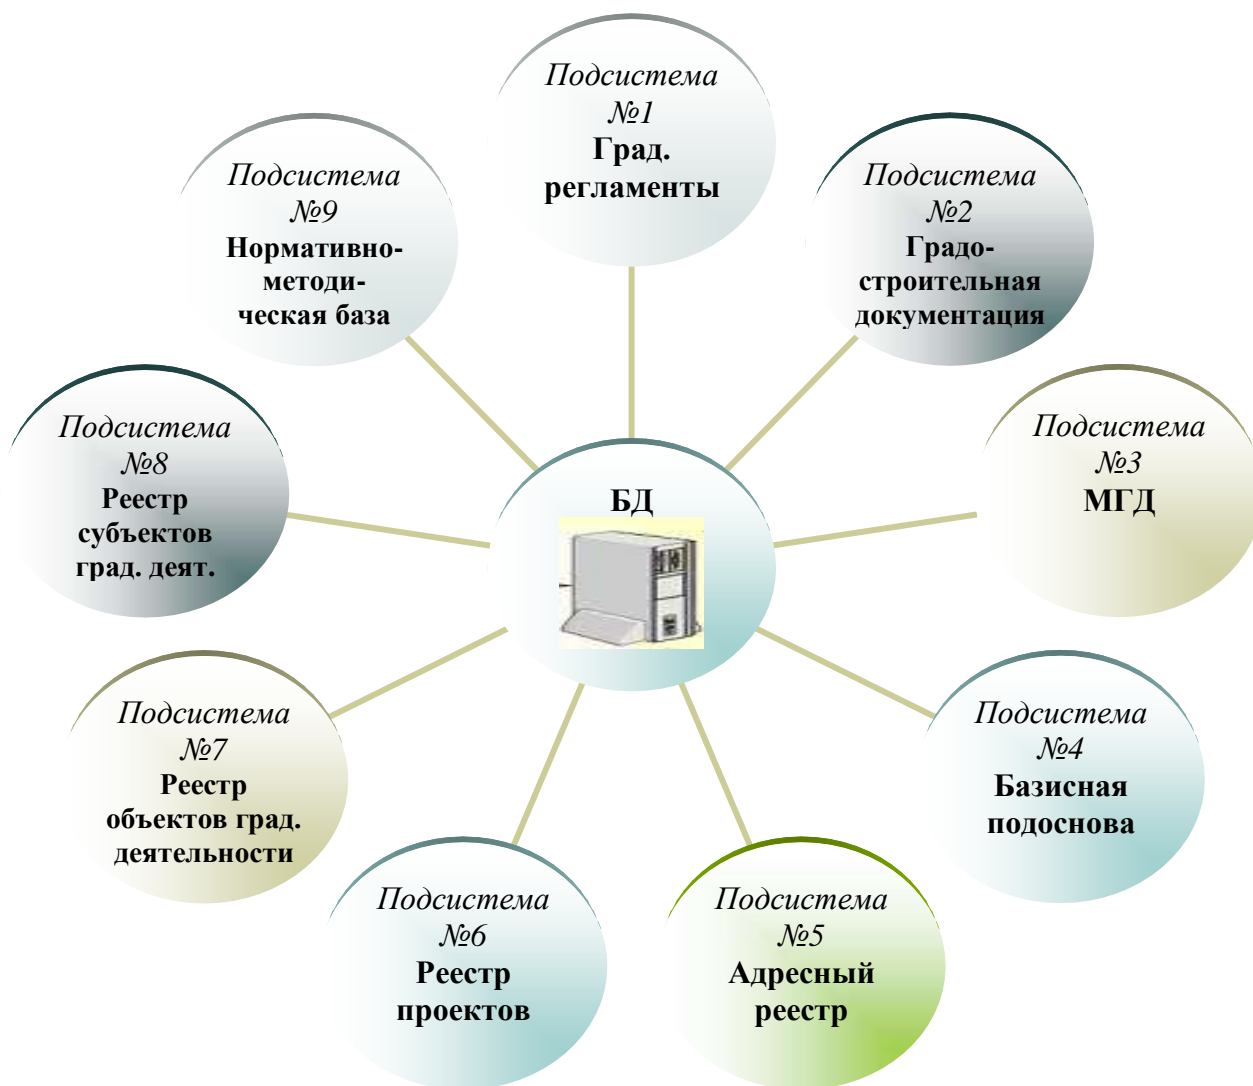 Подсистема
№1
Град.
регламенты
Подсистема
№2
Градо-
строительная
документация
Подсистема
№3
МГД
Подсистема
№4
Базисная
подоснова
Подсистема
№5
Адресный
реестр
Подсистема
№6
Реестр
проектов
Подсистема
№7
Реестр
объектов град.
деятельности
Подсистема
№8
Реестр
субъектов
град. деят.
Подсистема
№9
Нормативно-
методи-
ческая база
БД